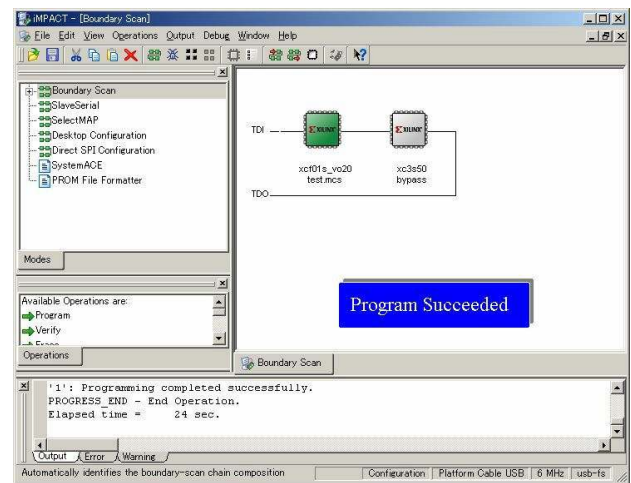 iMPACT - [Boundary Scan]
File Edit View Operations Output Debug Window Help
Boundary Scan
SlaveSerial
SelectMAP
Desktop Configuration
Direct SPI Configuration
SystemACE
PROM File Formatter
Modes
Available Operations are:
Program
Verify
Erase
Operations
TDI
XILINX XILINX
xcf01s_vo20 xc3s50
test.mcs bypass
TDO
Program Succeeded
Boundary Scan
'1': Programming completed successfully.
PROGRESS_END - End Operation.
Elapsed time = 24 sec.
Output Error Warning
Automatically identifies the boundary-scan chain composition Configuration Platform Cable USB 6 MHz usb-fs